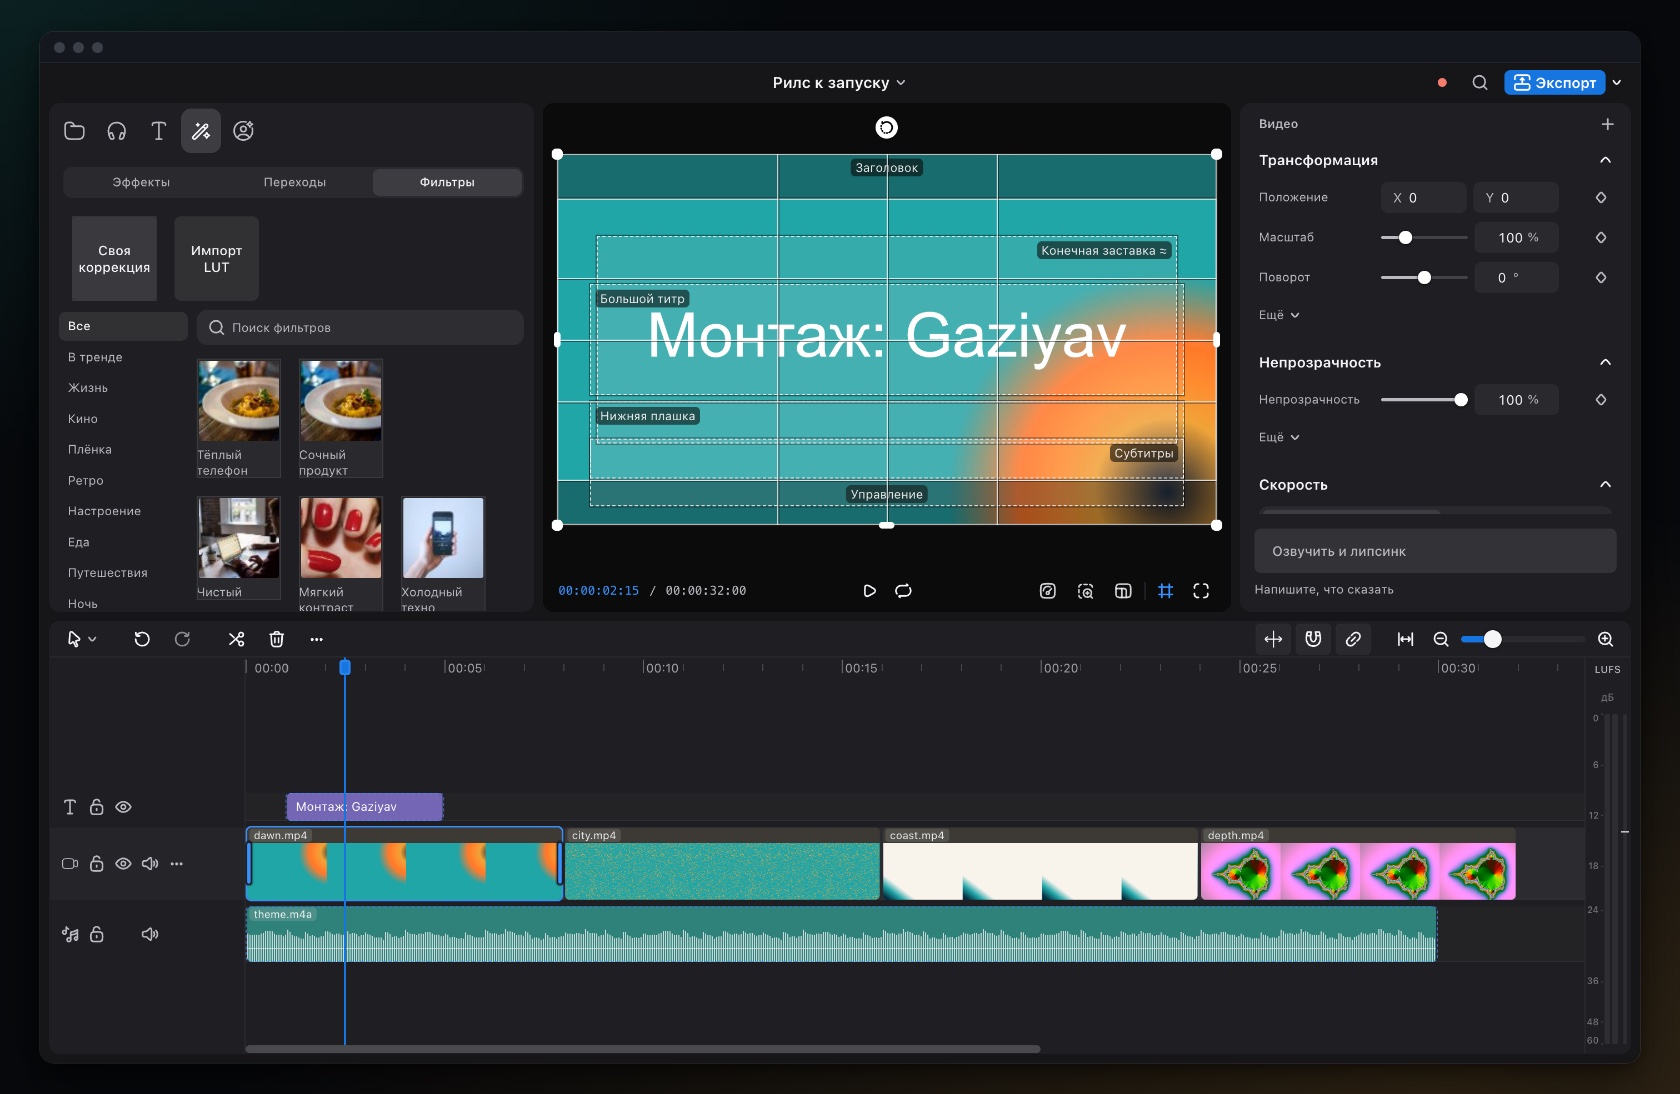 Рилс к запуску
Экспорт
Эффекты
Переходы
Фильтры
Своя
коррекция
Импорт
LUT
Все
Поиск фильтров
В тренде
Жизнь
Кино
Плёнка
Ретро
Настроение
Еда
Путешествия
Ночь
Тёплый
телефон
Сочный
продукт
Чистый
Мягкий
контраст
Холодный
техно
Заголовок
Конечная заставка ≈
Большой титр
Монтаж: Gaziyav
Нижняя плашка
Субтитры
Управление
00:00:02:15 / 00:00:32:00
Видео
Трансформация
Положение X 0 Y 0
Масштаб 100 %
Поворот 0 °
Ещё
Непрозрачность
Непрозрачность 100 %
Ещё
Скорость
Озвучить и липсинк
Напишите, что сказать
00:00 00:05 00:10 00:15 00:20 00:25 00:30
LUFS
дБ
0
6
12
18
24
36
48
60
Монтаж: Gaziyav
dawn.mp4
city.mp4
coast.mp4
depth.mp4
theme.m4a